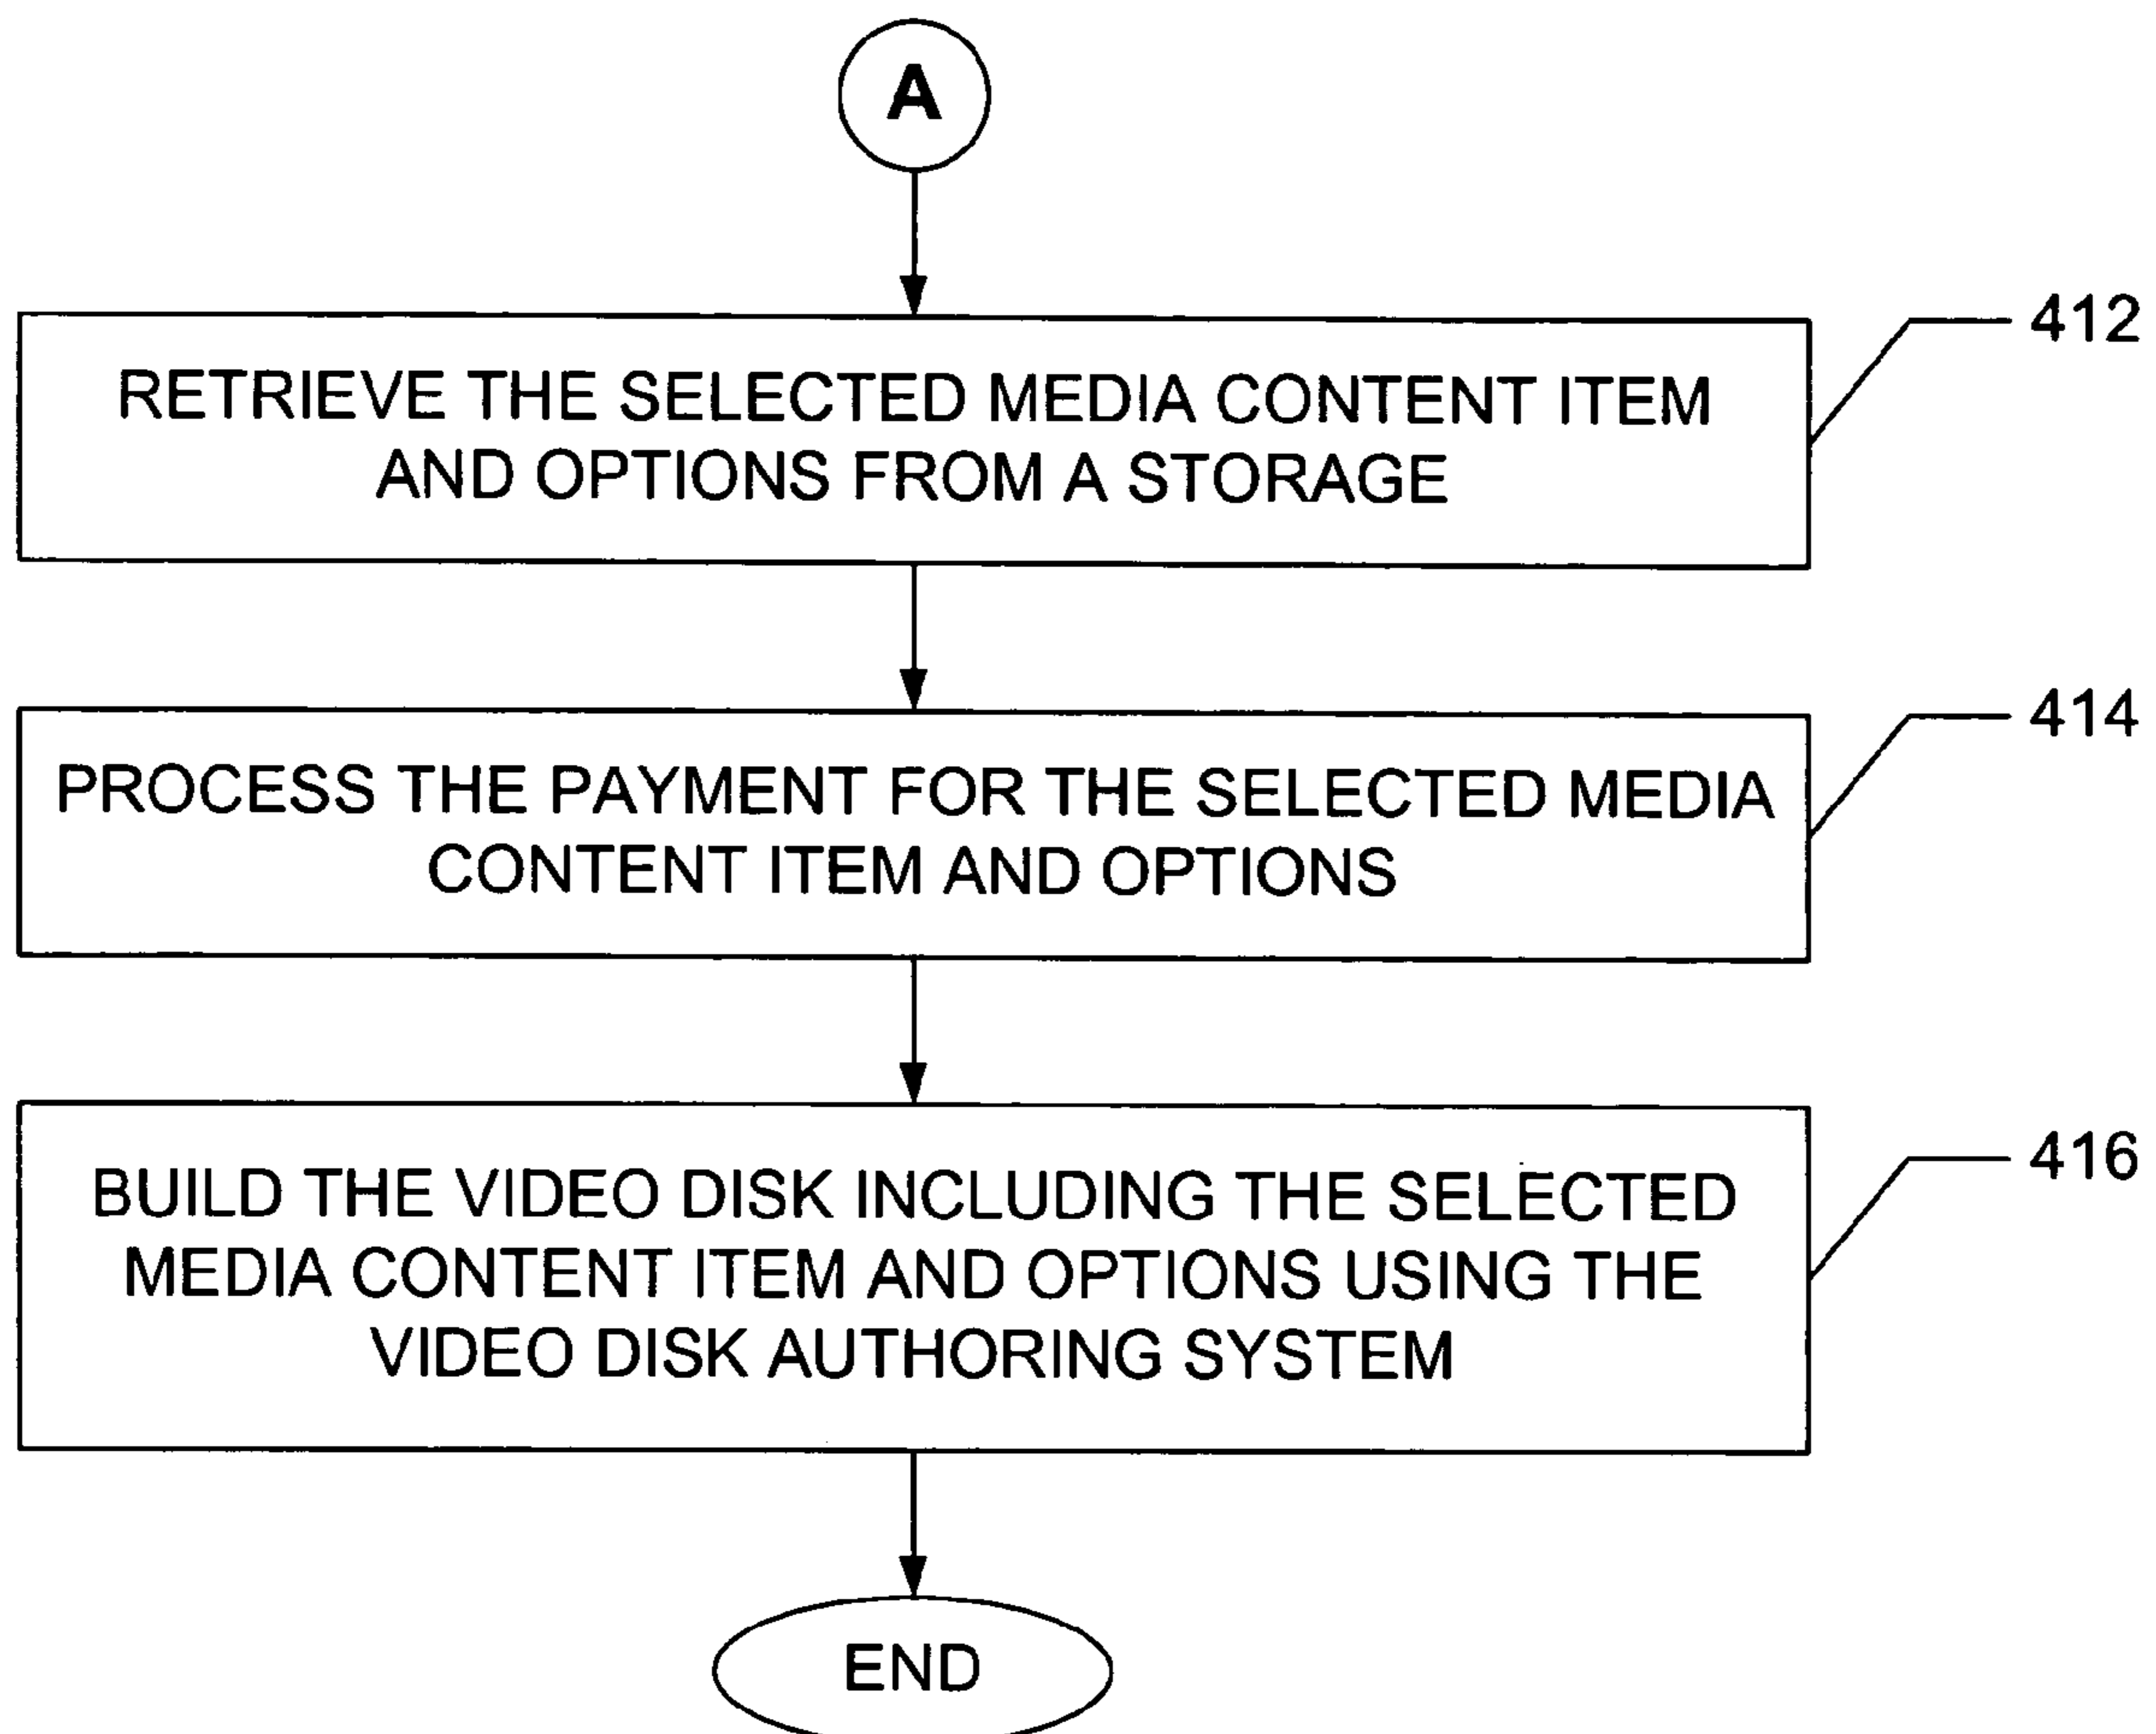 A
412
RETRIEVE THE SELECTED MEDIA CONTENT ITEM
AND OPTIONS FROM A STORAGE
414
PROCESS THE PAYMENT FOR THE SELECTED MEDIA
CONTENT ITEM AND OPTIONS
416
BUILD THE VIDEO DISK INCLUDING THE SELECTED
MEDIA CONTENT ITEM AND OPTIONS USING THE
VIDEO DISK AUTHORING SYSTEM
END